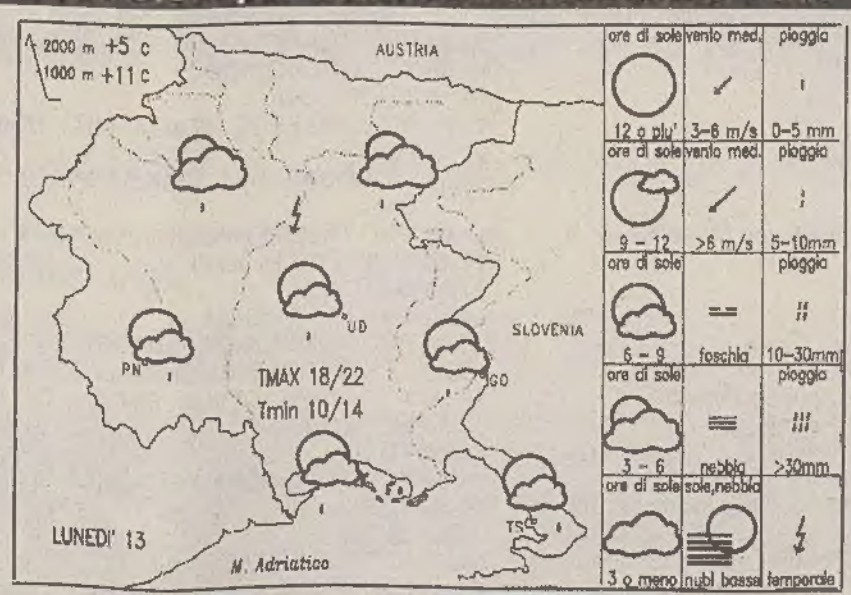 2000 m +5 c
1000 m +11 c
AUSTRIA
SLOVENIA
UD
PN
GO
TMAX 18/22
Tmin 10/14
TS
LUNEDI' 13
M. Adriatico
ore di sole vento med. pioggia
12 o piu' 3-6 m/s 0-5 mm
ore di sole vento med. pioggia
9 - 12 >6 m/s 5-10mm
ore di sole pioggia
6 - 9 foschia 10-30mm
ore di sole pioggia
3 - 6 nebbia >30mm
ore di sole sole,nebbia
3 o meno nubi basse temporale